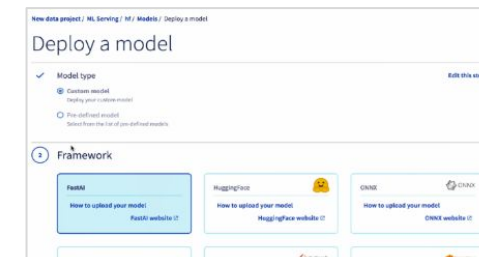 New data project / ML Serving / hf / Models / Deploy a model
Deploy a model
Model type
Edit this st
Custom model
Deploy your custom model
Pre-defined model
Select from the list of pre-defined models
2 Framework
FastAI
How to upload your model
FastAI website
HuggingFace
How to upload your model
HuggingFace website
ONNX
ONNX
How to upload your model
ONNX website